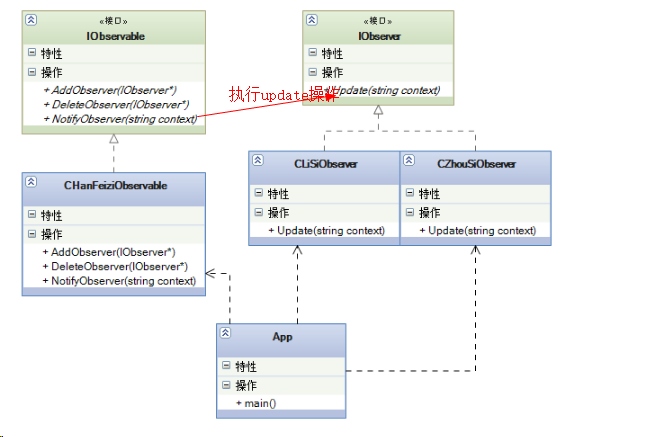 «接口»
IObservable
特性
操作
+ AddObserver(IObserver*)
+ DeleteObserver(IObserver*)
+ NotifyObserver(string context)
«接口»
IObserver
特性
操作
+ Update(string context)
执行update操作
CHanFeiziObservable
特性
操作
+ AddObserver(IObserver*)
+ DeleteObserver(IObserver*)
+ NotifyObserver(string context)
CLiSiObserver
特性
操作
+ Update(string context)
CZhouSiObserver
特性
操作
+ Update(string context)
App
特性
操作
+ main()